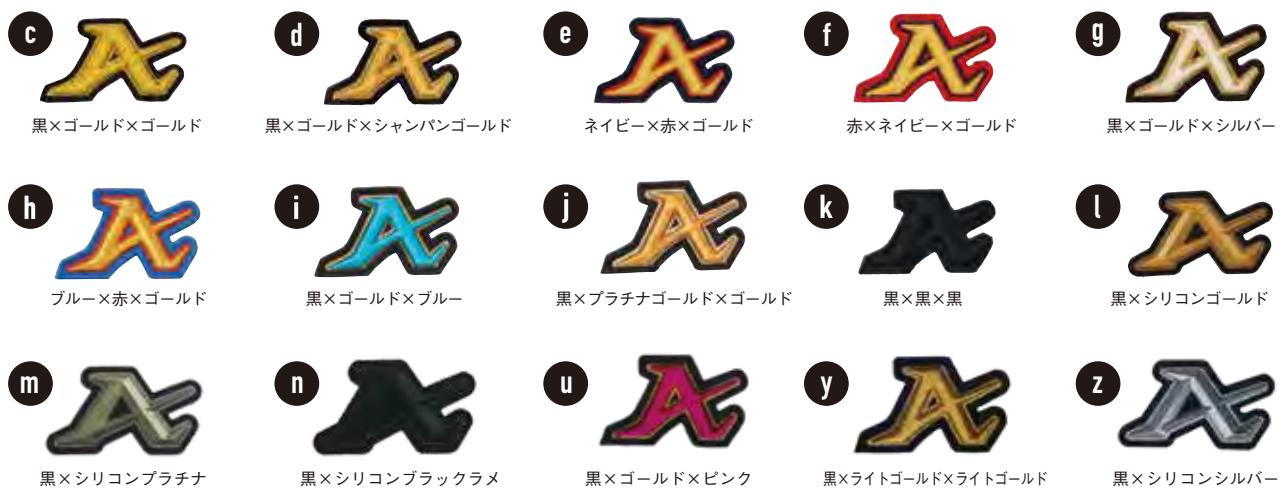 c
d
e
f
g
黒×ゴールド×ゴールド
黒×ゴールド×シャンパンゴールド
ネイビー×赤×ゴールド
赤×ネイビー×ゴールド
黒×ゴールド×シルバー
h
i
j
k
l
ブルー×赤×ゴールド
黒×ゴールド×ブルー
黒×プラチナゴールド×ゴールド
黒×黒×黒
黒×シリコンゴールド
m
n
u
y
z
黒×シリコンプラチナ
黒×シリコンブラックラメ
黒×ゴールド×ピンク
黒×ライトゴールド×ライトゴールド
黒×シリコンシルバー